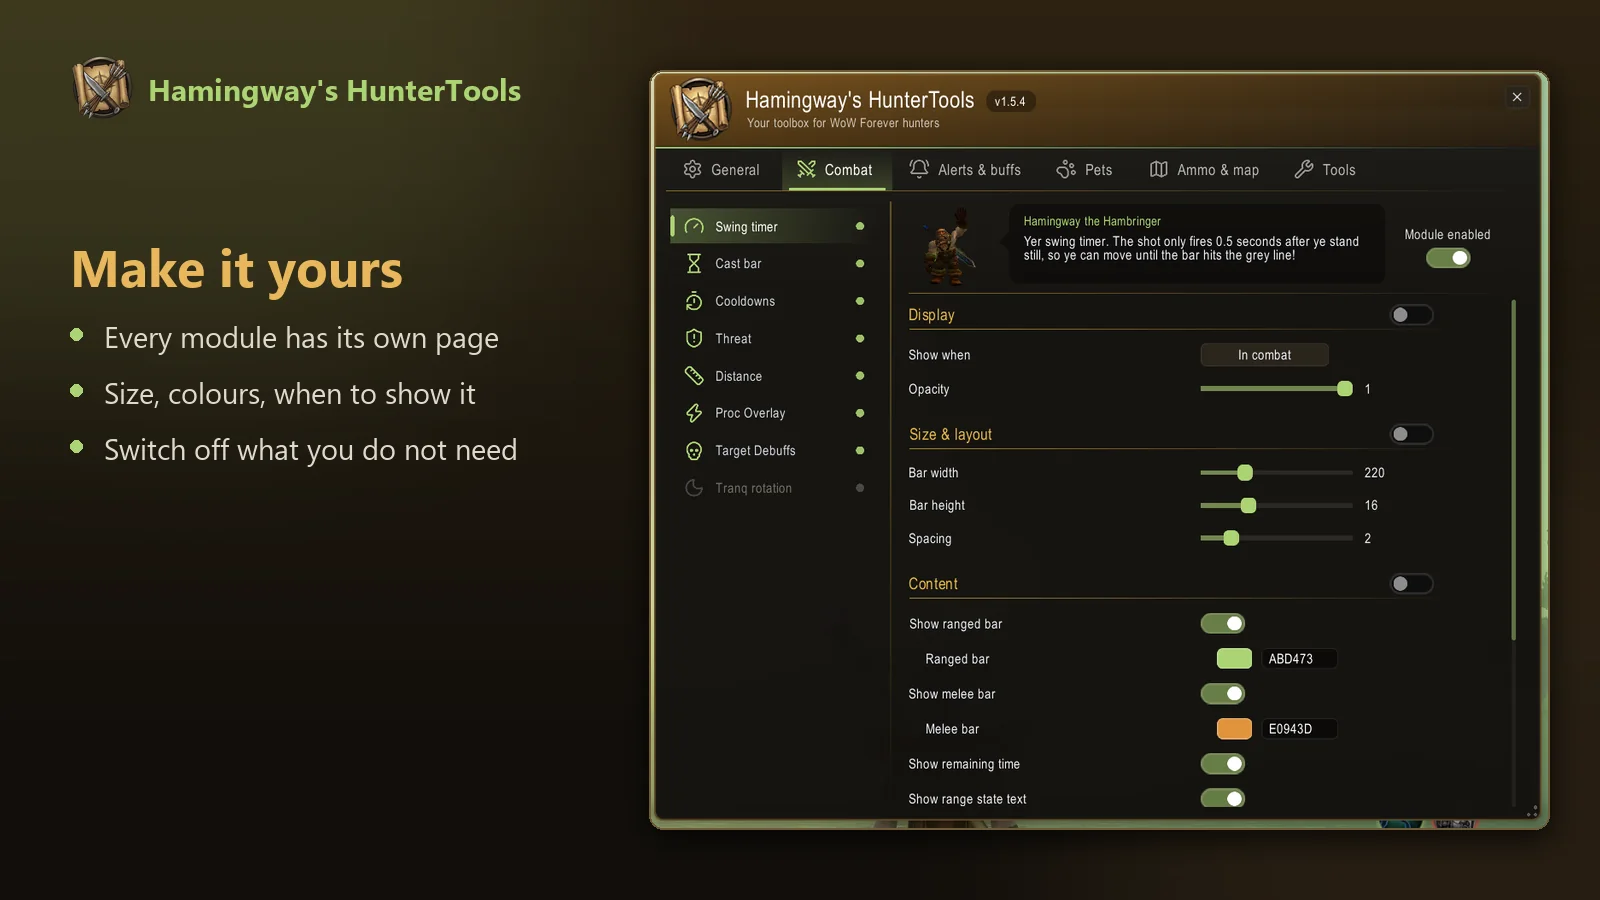 Hamingway's HunterTools
Make it yours
Every module has its own page
Size, colours, when to show it
Switch off what you do not need
Hamingway's HunterTools v1.5.4
Your toolbox for WoW Forever hunters
General
Combat
Alerts & buffs
Pets
Ammo & map
Tools
Swing timer
Cast bar
Cooldowns
Threat
Distance
Proc Overlay
Target Debuffs
Tranq rotation
Hamingway the Hambringer
Yer swing timer. The shot only fires 0.5 seconds after ye stand
still, so ye can move until the bar hits the grey line!
Module enabled
Display
Show when In combat
Opacity 1
Size & layout
Bar width 220
Bar height 16
Spacing 2
Content
Show ranged bar
Ranged bar ABD473
Show melee bar
Melee bar E0943D
Show remaining time
Show range state text